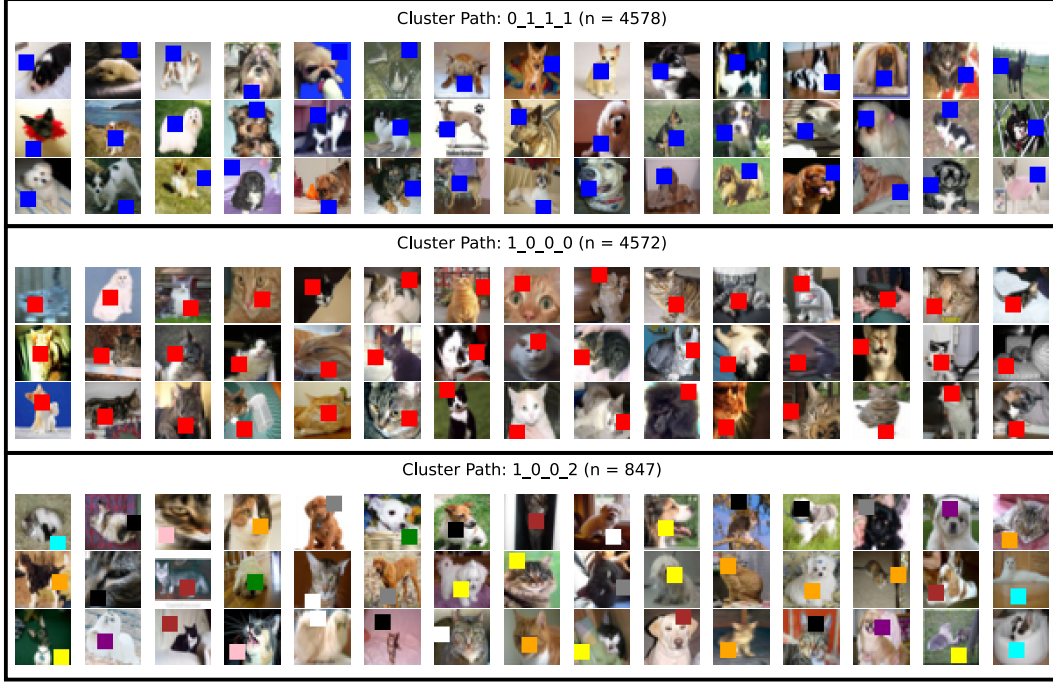 Cluster Path: 0_1_1_1 (n = 4578)
Cluster Path: 1_0_0_0 (n = 4572)
Cluster Path: 1_0_0_2 (n = 847)